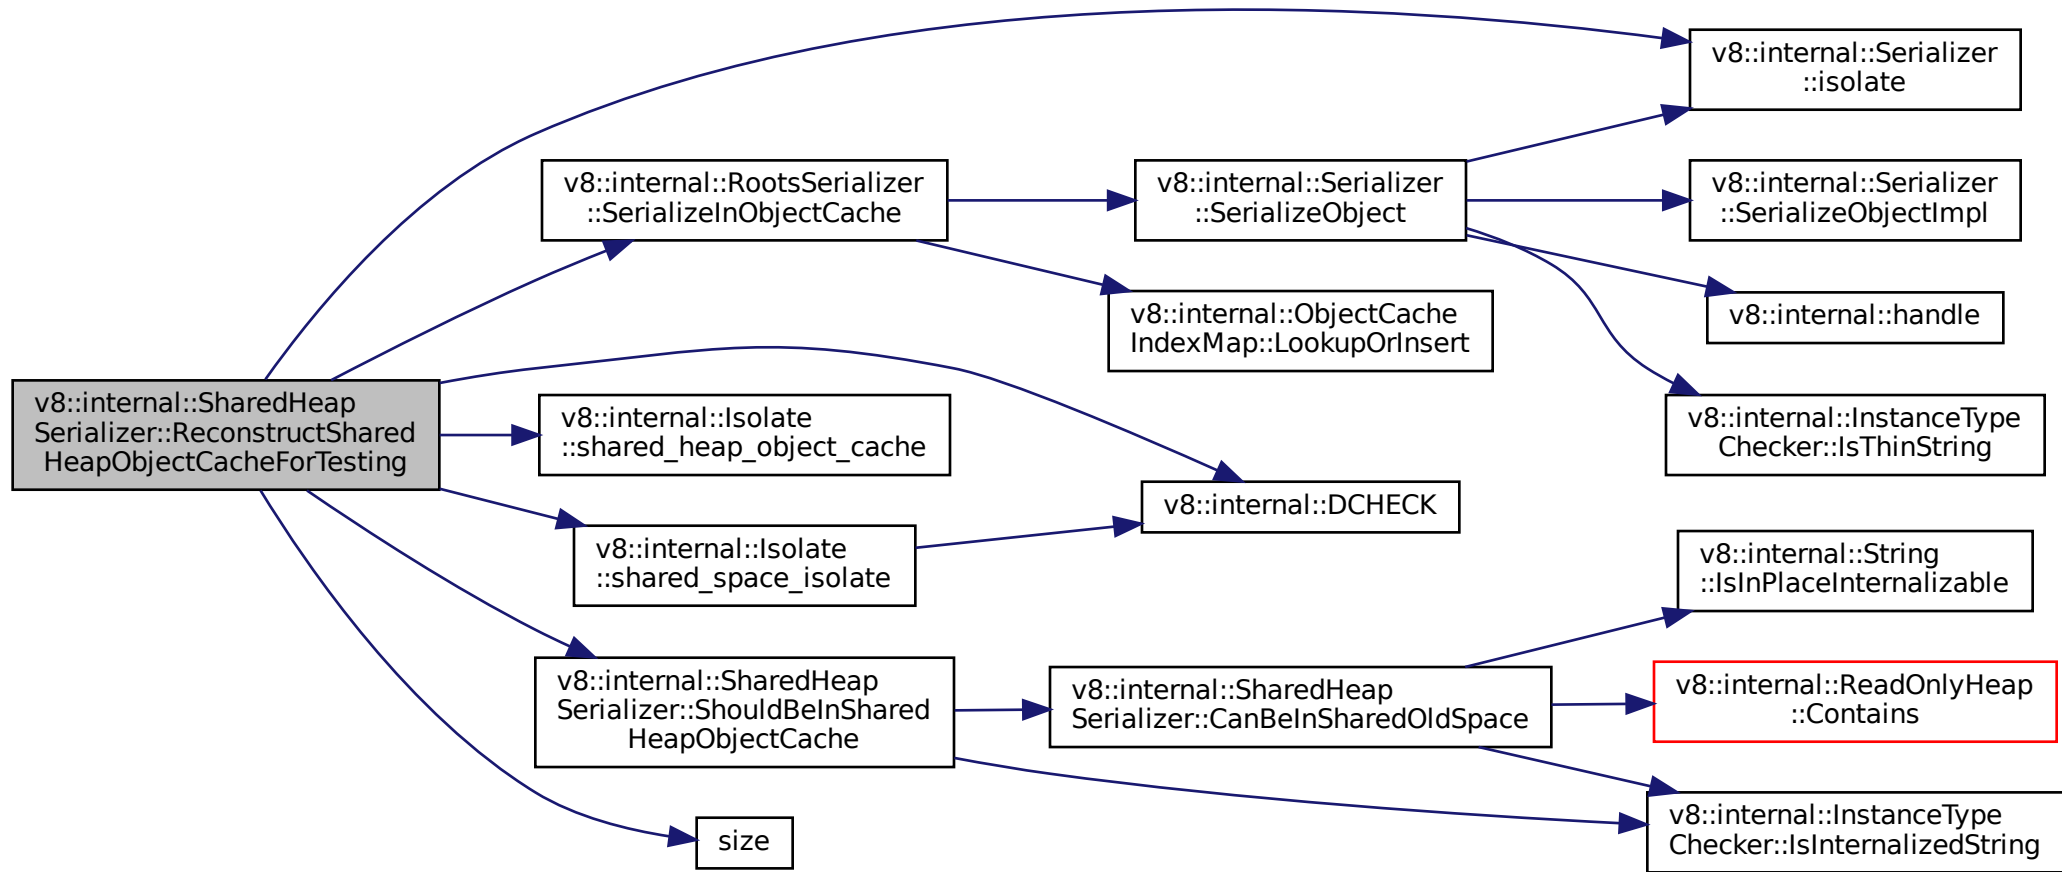 v8::internal::SharedHeap
Serializer::ReconstructShared
HeapObjectCacheForTesting
v8::internal::Serializer
::isolate
v8::internal::RootsSerializer
::SerializeInObjectCache
v8::internal::Serializer
::SerializeObject
v8::internal::Serializer
::SerializeObjectImpl
v8::internal::handle
v8::internal::ObjectCache
IndexMap::LookupOrInsert
v8::internal::InstanceType
Checker::IsThinString
v8::internal::Isolate
::shared_heap_object_cache
v8::internal::DCHECK
v8::internal::Isolate
::shared_space_isolate
v8::internal::String
::IsInPlaceInternalizable
v8::internal::SharedHeap
Serializer::ShouldBeInShared
HeapObjectCache
v8::internal::SharedHeap
Serializer::CanBeInSharedOldSpace
v8::internal::ReadOnlyHeap
::Contains
v8::internal::InstanceType
Checker::IsInternalizedString
size